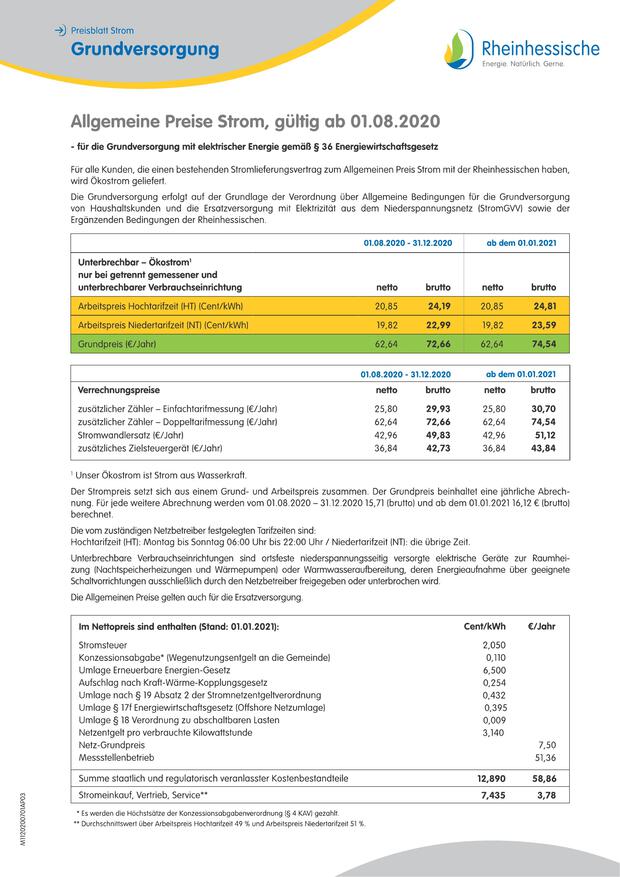 Preisblatt Strom
Grundversorgung
Rheinhessische
Energie. Natürlich. Gerne.
Allgemeine Preise Strom, gültig ab 01.08.2020
- für die Grundversorgung mit elektrischer Energie gemäß § 36 Energiewirtschaftsgesetz
Für alle Kunden, die einen bestehenden Stromlieferungsvertrag zum Allgemeinen Preis Strom mit der Rheinhessischen haben,
wird Ökostrom geliefert.
Die Grundversorgung erfolgt auf der Grundlage der Verordnung über Allgemeine Bedingungen für die Grundversorgung
von Haushaltskunden und die Ersatzversorgung mit Elektrizität aus dem Niederspannungsnetz (StromGVV) sowie der
Ergänzenden Bedingungen der Rheinhessischen.
01.08.2020 - 31.12.2020 ab dem 01.01.2021
Unterbrechbar – Ökostrom¹
nur bei getrennt gemessener und
unterbrechbarer Verbrauchseinrichtung netto brutto netto brutto
Arbeitspreis Hochtarifzeit (HT) (Cent/kWh) 20,85 24,19 20,85 24,81
Arbeitspreis Niedertarifzeit (NT) (Cent/kWh) 19,82 22,99 19,82 23,59
Grundpreis (€/Jahr) 62,64 72,66 62,64 74,54
01.08.2020 - 31.12.2020 ab dem 01.01.2021
Verrechnungspreise netto brutto netto brutto
zusätzlicher Zähler – Einfachtarifmessung (€/Jahr) 25,80 29,93 25,80 30,70
zusätzlicher Zähler – Doppeltarifmessung (€/Jahr) 62,64 72,66 62,64 74,54
Stromwandlersatz (€/Jahr) 42,96 49,83 42,96 51,12
zusätzliches Zielsteuergerät (€/Jahr) 36,84 42,73 36,84 43,84
¹ Unser Ökostrom ist Strom aus Wasserkraft.
Der Strompreis setzt sich aus einem Grund- und Arbeitspreis zusammen. Der Grundpreis beinhaltet eine jährliche Abrech-
nung. Für jede weitere Abrechnung werden vom 01.08.2020 – 31.12.2020 15,71 (brutto) und ab dem 01.01.2021 16,12 € (brutto)
berechnet.
Die vom zuständigen Netzbetreiber festgelegten Tarifzeiten sind:
Hochtarifzeit (HT): Montag bis Sonntag 06:00 Uhr bis 22:00 Uhr / Niedertarifzeit (NT): die übrige Zeit.
Unterbrechbare Verbrauchseinrichtungen sind ortsfeste niederspannungsseitig versorgte elektrische Geräte zur Raumhei-
zung (Nachtspeicherheizungen und Wärmepumpen) oder Warmwasseraufbereitung, deren Energieaufnahme über geeignete
Schaltvorrichtungen ausschließlich durch den Netzbetreiber freigegeben oder unterbrochen wird.
Die Allgemeinen Preise gelten auch für die Ersatzversorgung.
Im Nettopreis sind enthalten (Stand: 01.01.2021): Cent/kWh €/Jahr
Stromsteuer 2,050
Konzessionsabgabe* (Wegenutzungsentgelt an die Gemeinde) 0,110
Umlage Erneuerbare Energien-Gesetz 6,500
Aufschlag nach Kraft-Wärme-Kopplungsgesetz 0,254
Umlage nach § 19 Absatz 2 der Stromnetzentgeltverordnung 0,432
Umlage § 17f Energiewirtschaftsgesetz (Offshore Netzumlage) 0,395
Umlage § 18 Verordnung zu abschaltbaren Lasten 0,009
Netzentgelt pro verbrauchte Kilowattstunde 3,140
Netz-Grundpreis 7,50
Messstellenbetrieb 51,36
Summe staatlich und regulatorisch veranlasster Kostenbestandteile 12,890 58,86
Stromeinkauf, Vertrieb, Service** 7,435 3,78
* Es werden die Höchstsätze der Konzessionsabgabenverordnung (§ 4 KAV) gezahlt.
** Durchschnittswert über Arbeitspreis Hochtarifzeit 49 % und Arbeitspreis Niedertarifzeit 51 %.